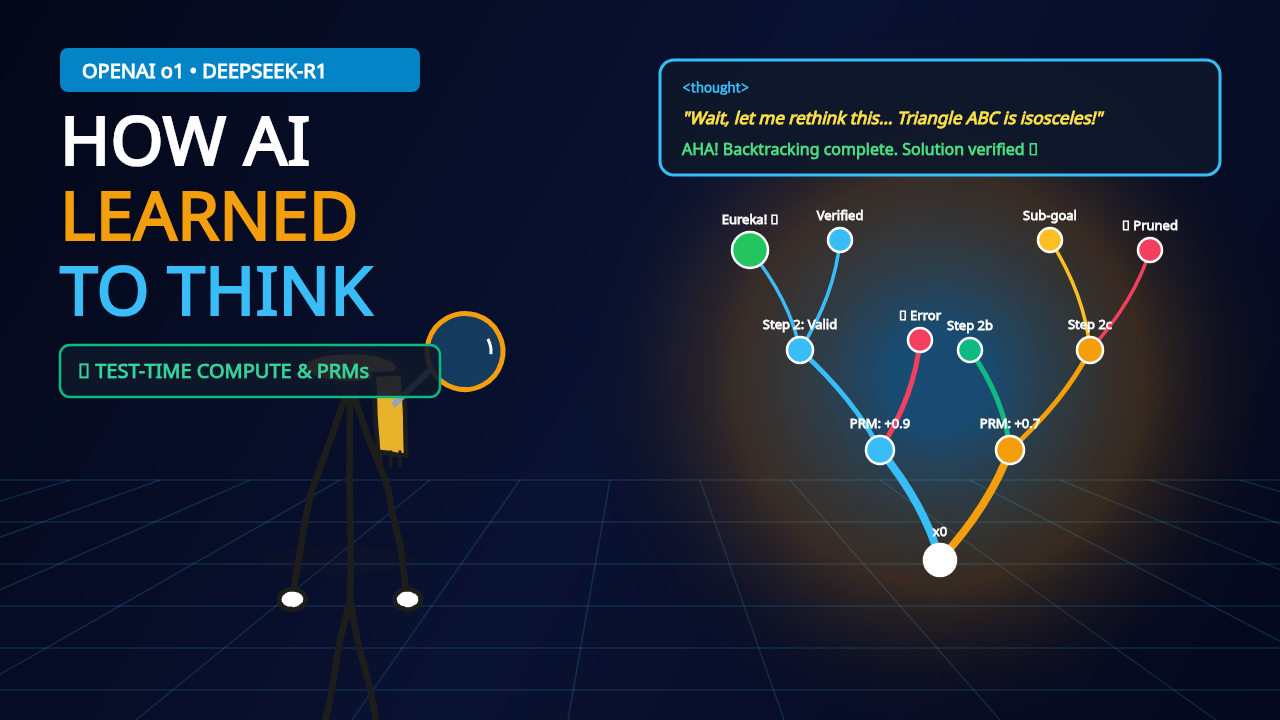 OPENAI o1 • DEEPSEEK-R1
HOW AI
LEARNED
TO THINK
TEST-TIME COMPUTE & PRMs
<thought>
"Wait, let me rethink this... Triangle ABC is isosceles!"
AHA! Backtracking complete. Solution verified
Eureka!
Verified
Sub-goal
Pruned
Step 2: Valid
Error
Step 2b
Step 2c
PRM: +0.9
PRM: +0.7
x0